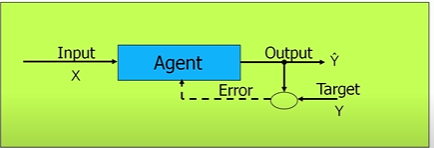 Input
X
Agent
Output
Ŷ
Error
Target
Y